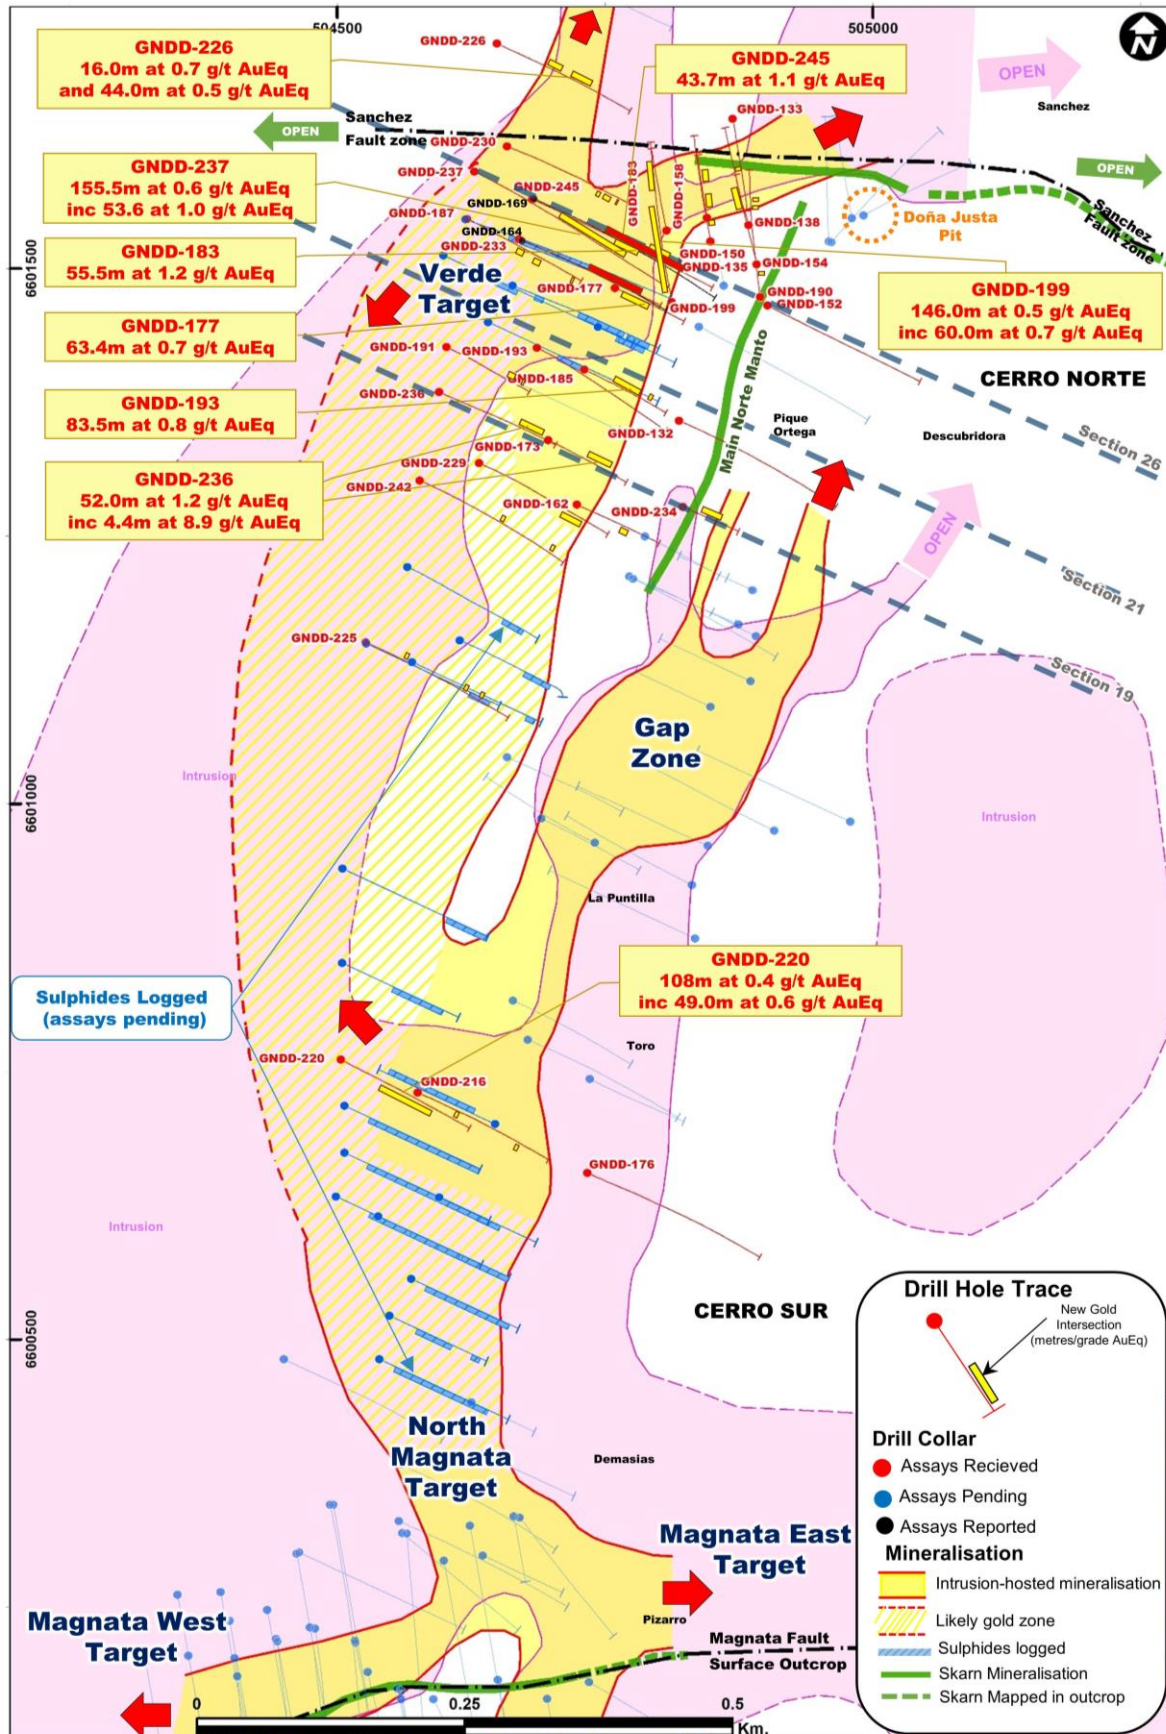 504500
505000
N
GNDD-226
16.0m at 0.7 g/t AuEq
and 44.0m at 0.5 g/t AuEq
GNDD-226
GNDD-245
43.7m at 1.1 g/t AuEq
OPEN
Sanchez
GNDD-133
OPEN
Sanchez
Fault zone
GNDD-230
OPEN
GNDD-237
155.5m at 0.6 g/t AuEq
inc 53.6 at 1.0 g/t AuEq
GNDD-237
GNDD-245
GNDD-169
GNDD-183
GNDD-158
GNDD-187
GNDD-164
GNDD-233
GNDD-138
Doña Justa
Pit
Sanchez
Fault zone
GNDD-150
GNDD-135
GNDD-154
6601500
GNDD-183
55.5m at 1.2 g/t AuEq
Verde
Target
GNDD-177
GNDD-199
GNDD-190
GNDD-152
GNDD-199
146.0m at 0.5 g/t AuEq
inc 60.0m at 0.7 g/t AuEq
GNDD-177
63.4m at 0.7 g/t AuEq
GNDD-191
GNDD-193
GNDD-185
CERRO NORTE
GNDD-193
83.5m at 0.8 g/t AuEq
GNDD-236
Main Norte Manto
Pique
Ortega
Descubridora
GNDD-132
Section 26
GNDD-173
GNDD-229
GNDD-242
GNDD-236
52.0m at 1.2 g/t AuEq
inc 4.4m at 8.9 g/t AuEq
GNDD-162
GNDD-234
OPEN
Section 21
GNDD-225
Section 19
Gap
Zone
Intrusion
Intrusion
6601000
La Puntilla
Sulphides Logged
(assays pending)
GNDD-220
108m at 0.4 g/t AuEq
inc 49.0m at 0.6 g/t AuEq
Toro
GNDD-220
GNDD-216
GNDD-176
Intrusion
6600500
CERRO SUR
North
Magnata
Target
Demasias
Magnata East
Target
Magnata West
Target
Pizarro
Magnata Fault
Surface Outcrop
0
0.25
0.5
Km.
Drill Hole Trace
New Gold
Intersection
(metres/grade AuEq)
Drill Collar
Assays Recieved
Assays Pending
Assays Reported
Mineralisation
Intrusion-hosted mineralisation
Likely gold zone
Sulphides logged
Skarn Mineralisation
Skarn Mapped in outcrop